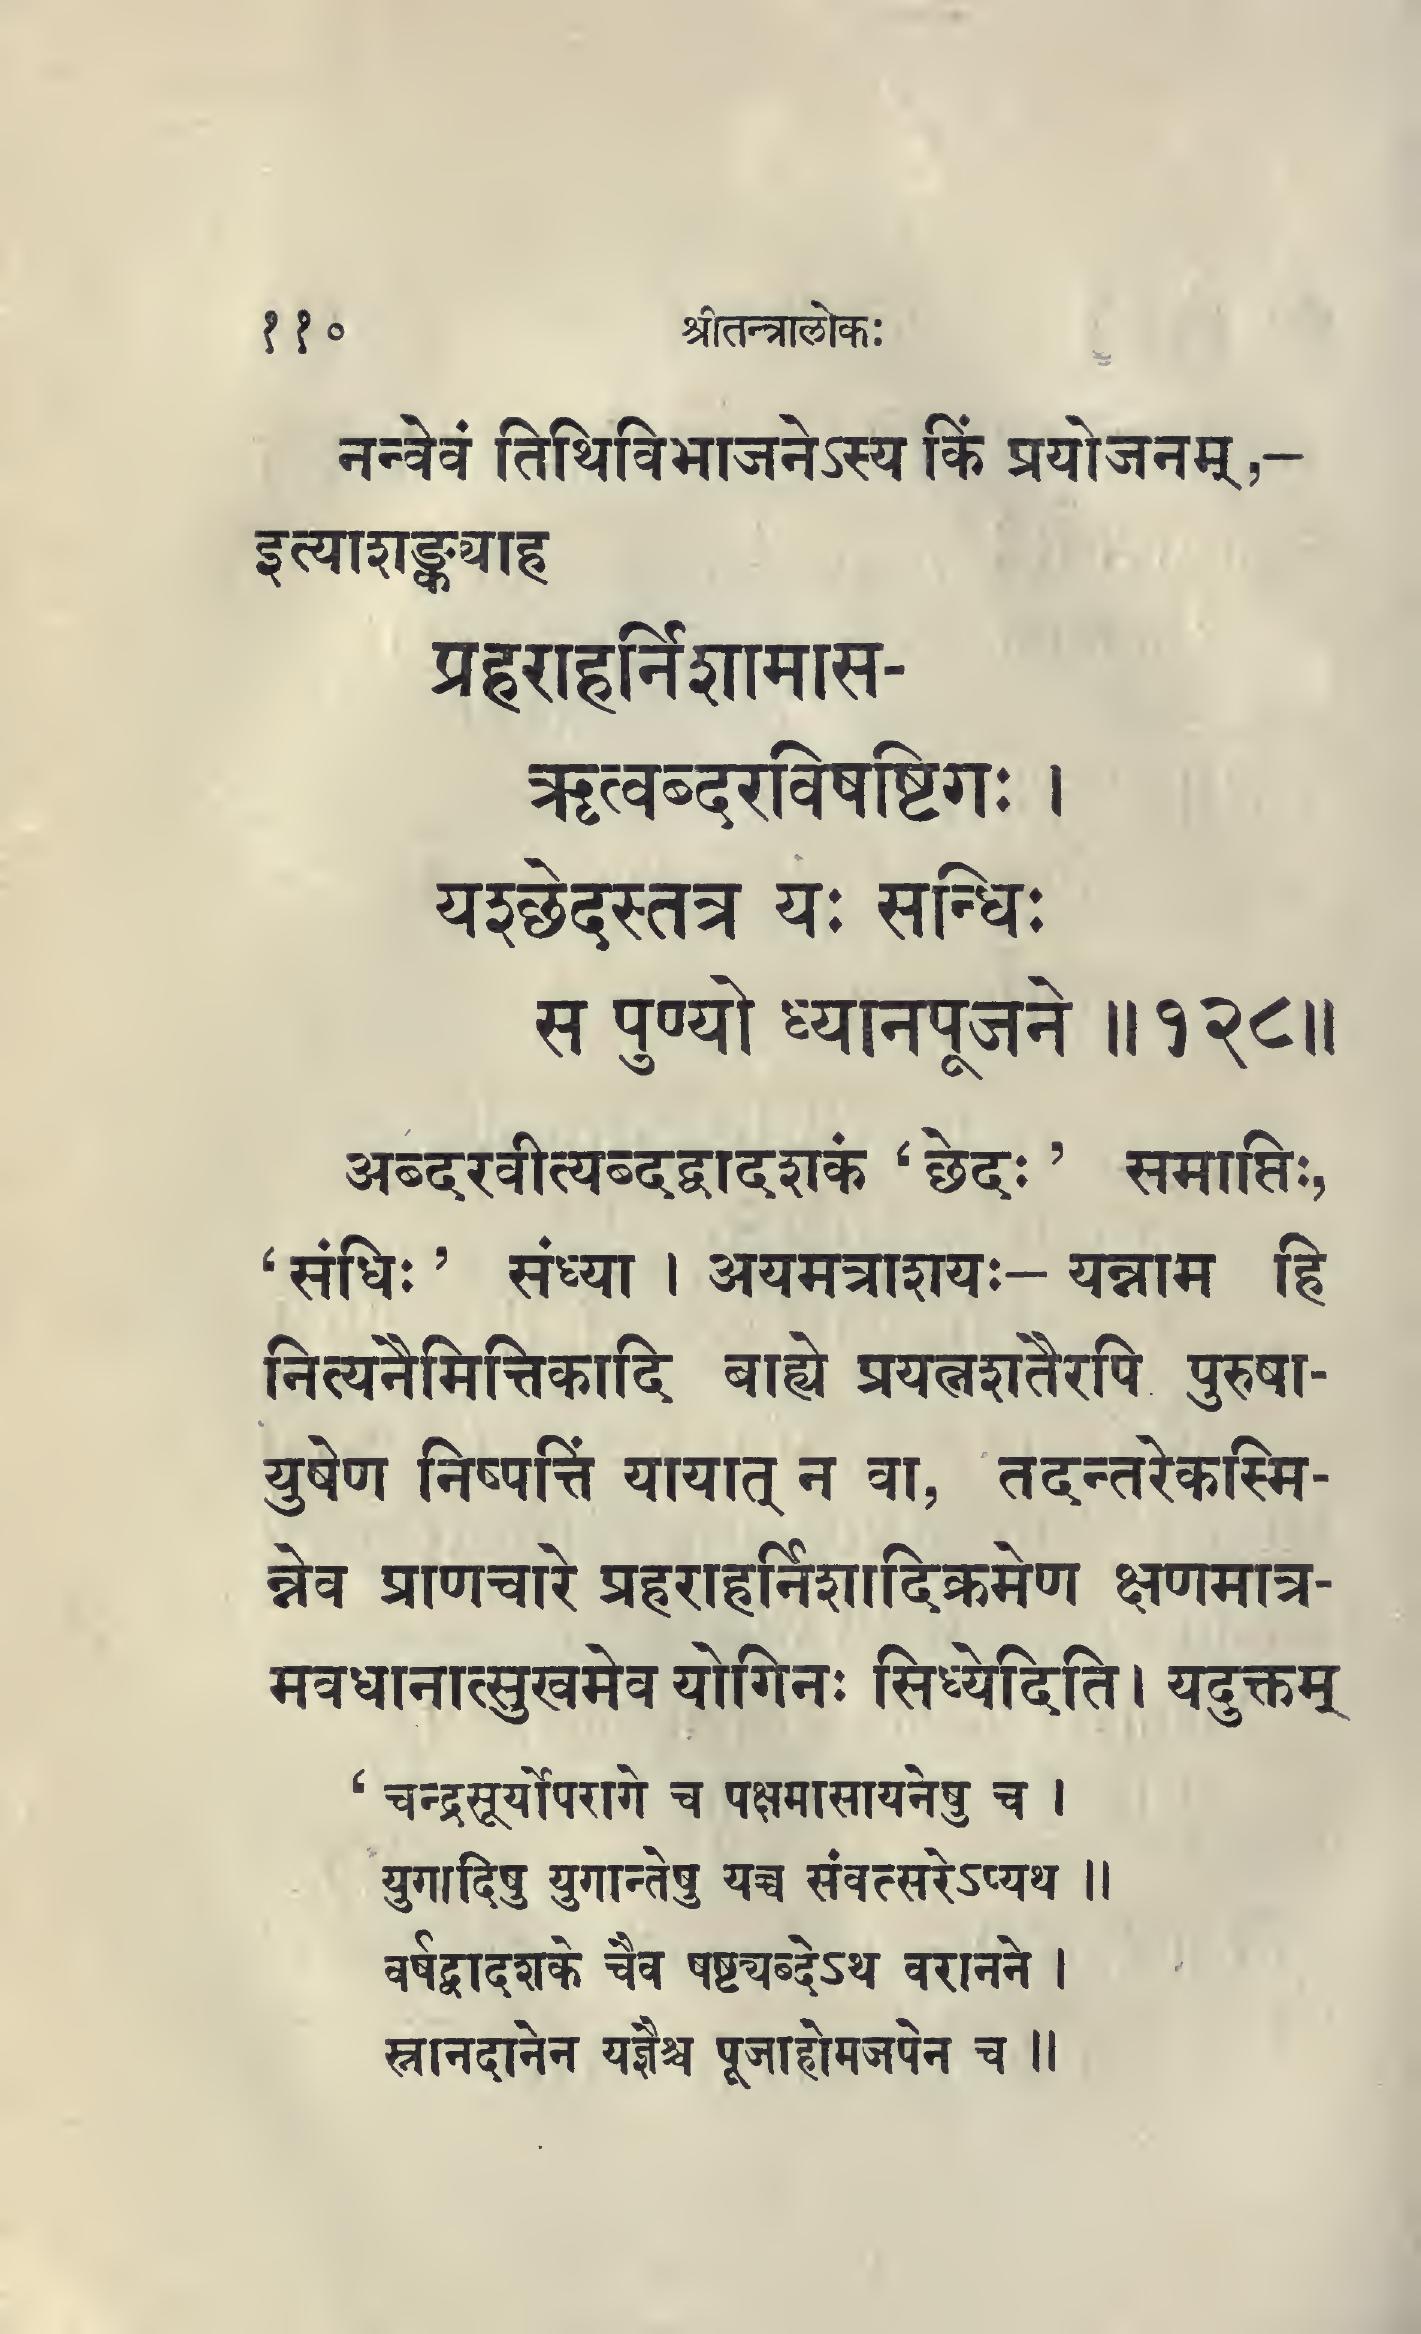 ११०
श्रीतन्त्रालोकः
नन्वेवं तिथिविभाजनेऽस्य किं प्रयोजनम्,—
इत्याशङ्क्याह
प्रहराहर्निशामास-
ऋत्वब्दरविषष्टिगः ।
यश्छेदस्तत्र यः सन्धिः
स पुण्यो ध्यानपूजने ॥१२८॥
अब्दरवीत्यब्दद्वादशकं ‘छेदः’ समाप्तिः,
‘संधिः’ संध्या । अयमत्राशयः— यन्नाम हि
नित्यनैमित्तिकादि बाह्ये प्रयत्नशतैरपि पुरुषा-
युषेण निष्पत्तिं यायात् न वा, तदन्तरेकस्मि-
न्नेव प्राणचारे प्रहराहर्निशादिक्रमेण क्षणमात्र-
मवधानात्सुखमेव योगिनः सिध्येदिति। यदुक्तम्
‘चन्द्रसूर्योपरागे च पक्षमासायनेषु च ।
युगादिषु युगान्तेषु यच्च संवत्सरेऽप्यथ ॥
वर्षद्वादशके चैव षष्ट्यब्देऽथ वरानने ।
स्नानदानेन यज्ञैश्च पूजाहोमजपेन च ॥